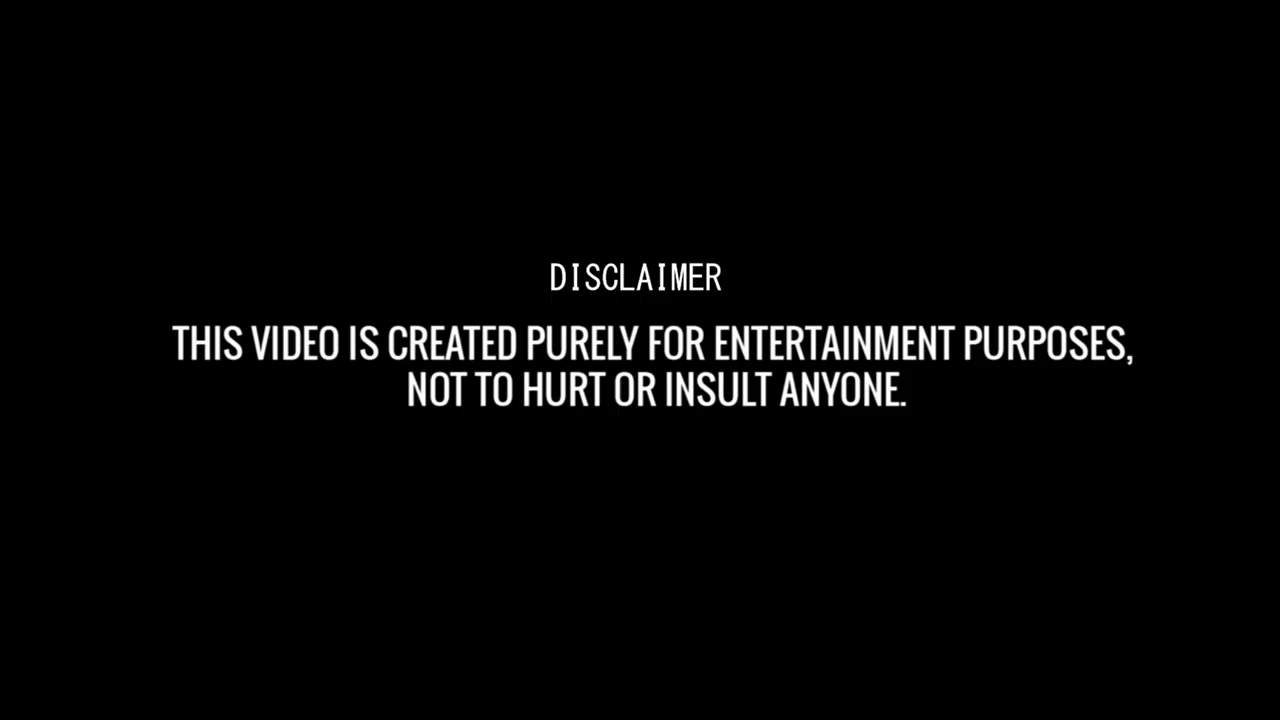 DISCLAIMER
THIS VIDEO IS CREATED PURELY FOR ENTERTAINMENT PURPOSES,
NOT TO HURT OR INSULT ANYONE.